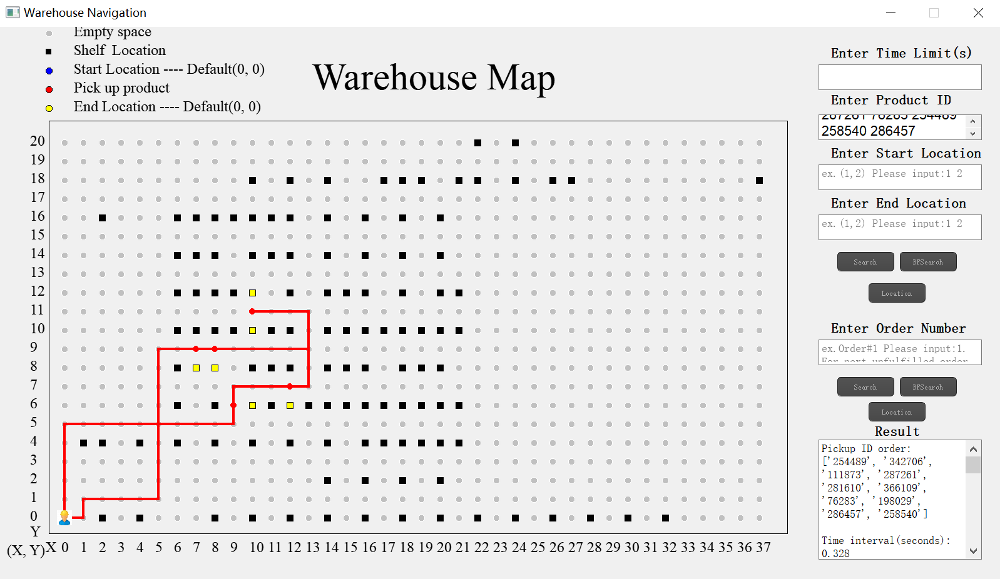 Warehouse Navigation
Empty space
Shelf Location
Start Location ---- Default(0, 0)
Pick up product
End Location ---- Default(0, 0)
Warehouse Map
20
19
18
17
16
15
14
13
12
11
10
9
8
7
6
5
4
3
2
1
0
Y
(X, Y) X 0 1 2 3 4 5 6 7 8 9 10 11 12 13 14 15 16 17 18 19 20 21 22 23 24 25 26 27 28 29 30 31 32 33 34 35 36 37
Enter Time Limit(s)
Enter Product ID
287261 76283 254489
258540 286457
Enter Start Location
ex.(1,2) Please input:1 2
Enter End Location
ex.(1,2) Please input:1 2
Search BFSearch
Location
Enter Order Number
ex.Order#1 Please input:1.
For next unfulfilled order
Search BFSearch
Location
Result
Pickup ID order:
['254489', '342706',
'111873', '287261',
'281610', '366109',
'76283', '198029',
'286457', '258540']
Time interval(seconds):
0.328